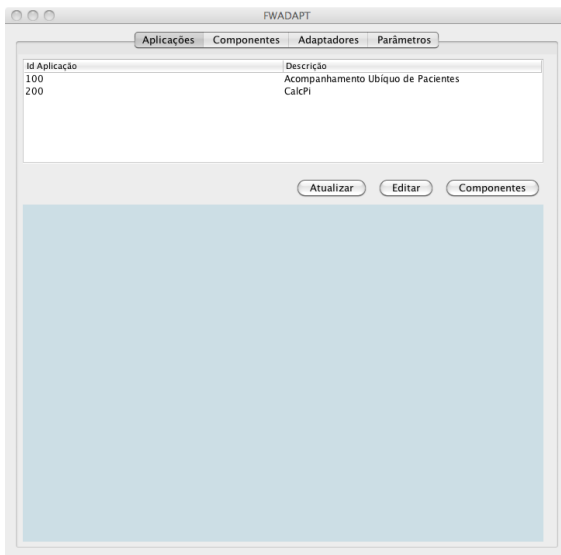 FWADAPT
Aplicações Componentes Adaptadores Parâmetros
Id Aplicação Descrição
100 Acompanhamento Ubíquo de Pacientes
200 CalcPi
Atualizar Editar Componentes